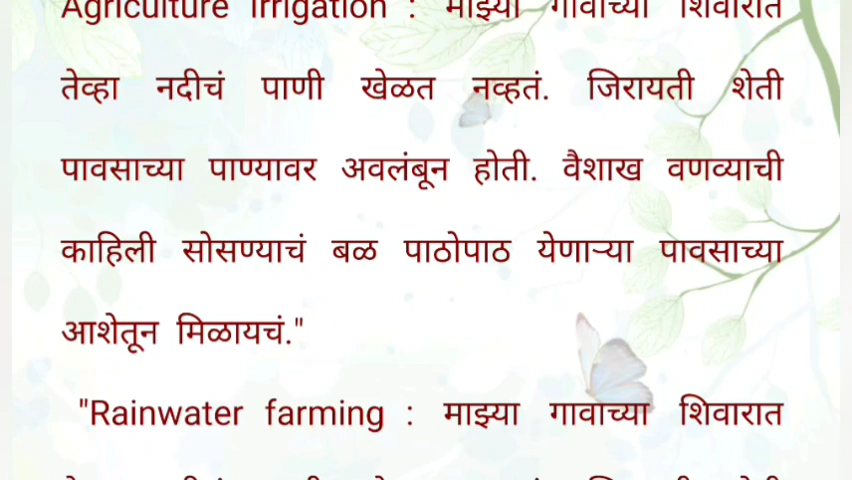 Agriculture Irrigation : माझ्या गावाच्या शिवारात
तेव्हा नदीचं पाणी खेळत नव्हतं. जिरायती शेती
पावसाच्या पाण्यावर अवलंबून होती. वैशाख वणव्याची
काहिली सोसण्याचं बळ पाठोपाठ येणाऱ्या पावसाच्या
आशेतून मिळायचं."
"Rainwater farming : माझ्या गावाच्या शिवारात